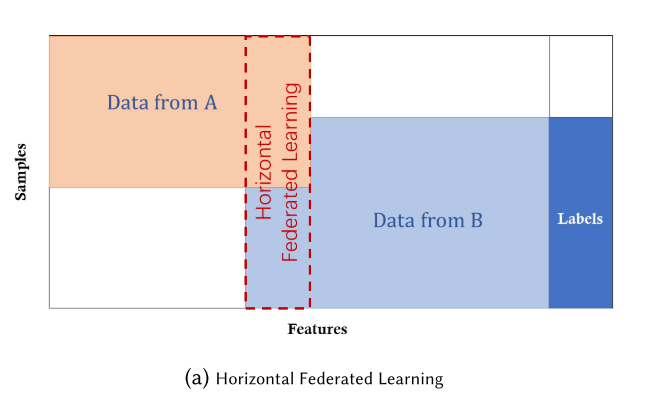 Data from A
Horizontal
Federated Learning
Samples
Data from B
Labels
Features
(a) Horizontal Federated Learning